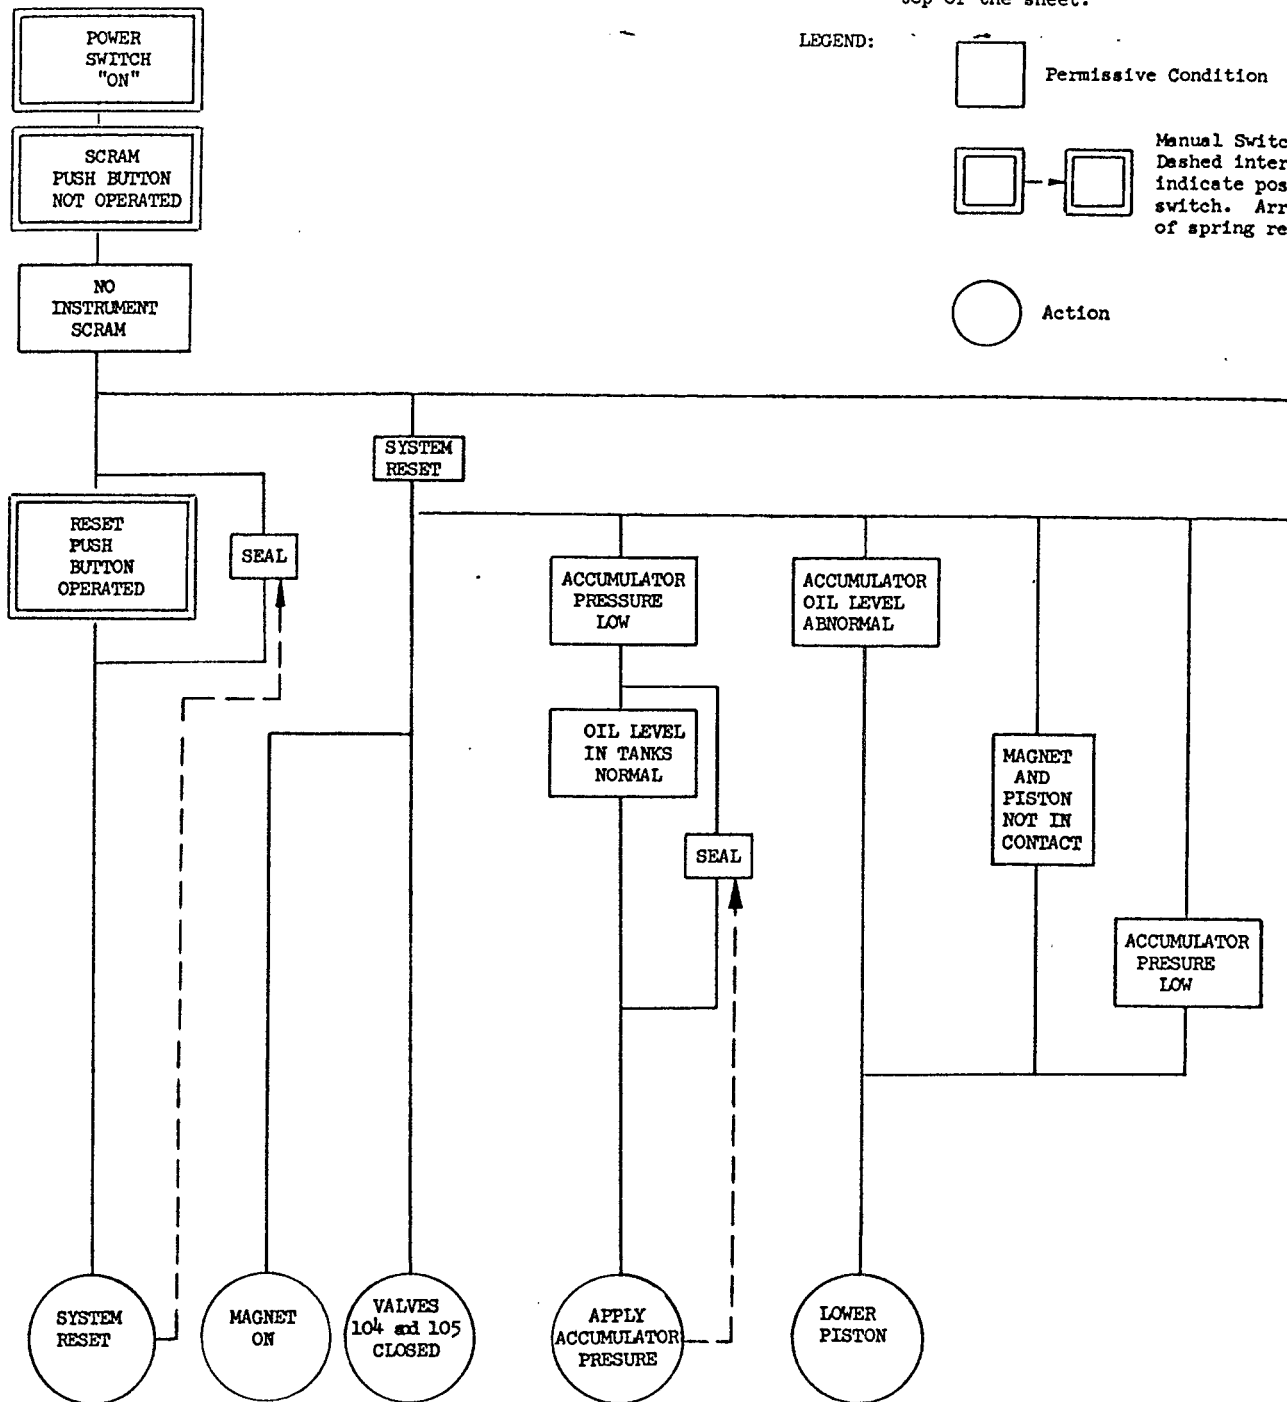 top of the sheet.
LEGEND:
Permissive Condition
Manual Switc
Dashed inter
indicate pos
switch. Arr
of spring re
Action
POWER
SWITCH
"ON"
SCRAM
PUSH BUTTON
NOT OPERATED
NO
INSTRUMENT
SCRAM
SYSTEM
RESET
RESET
PUSH
BUTTON
OPERATED
SEAL
ACCUMULATOR
PRESSURE
LOW
ACCUMULATOR
OIL LEVEL
ABNORMAL
OIL LEVEL
IN TANKS
NORMAL
MAGNET
AND
PISTON
NOT IN
CONTACT
SEAL
ACCUMULATOR
PRESURE
LOW
SYSTEM
RESET
MAGNET
ON
VALVES
104 and 105
CLOSED
APPLY
ACCUMULATOR
PRESURE
LOWER
PISTON